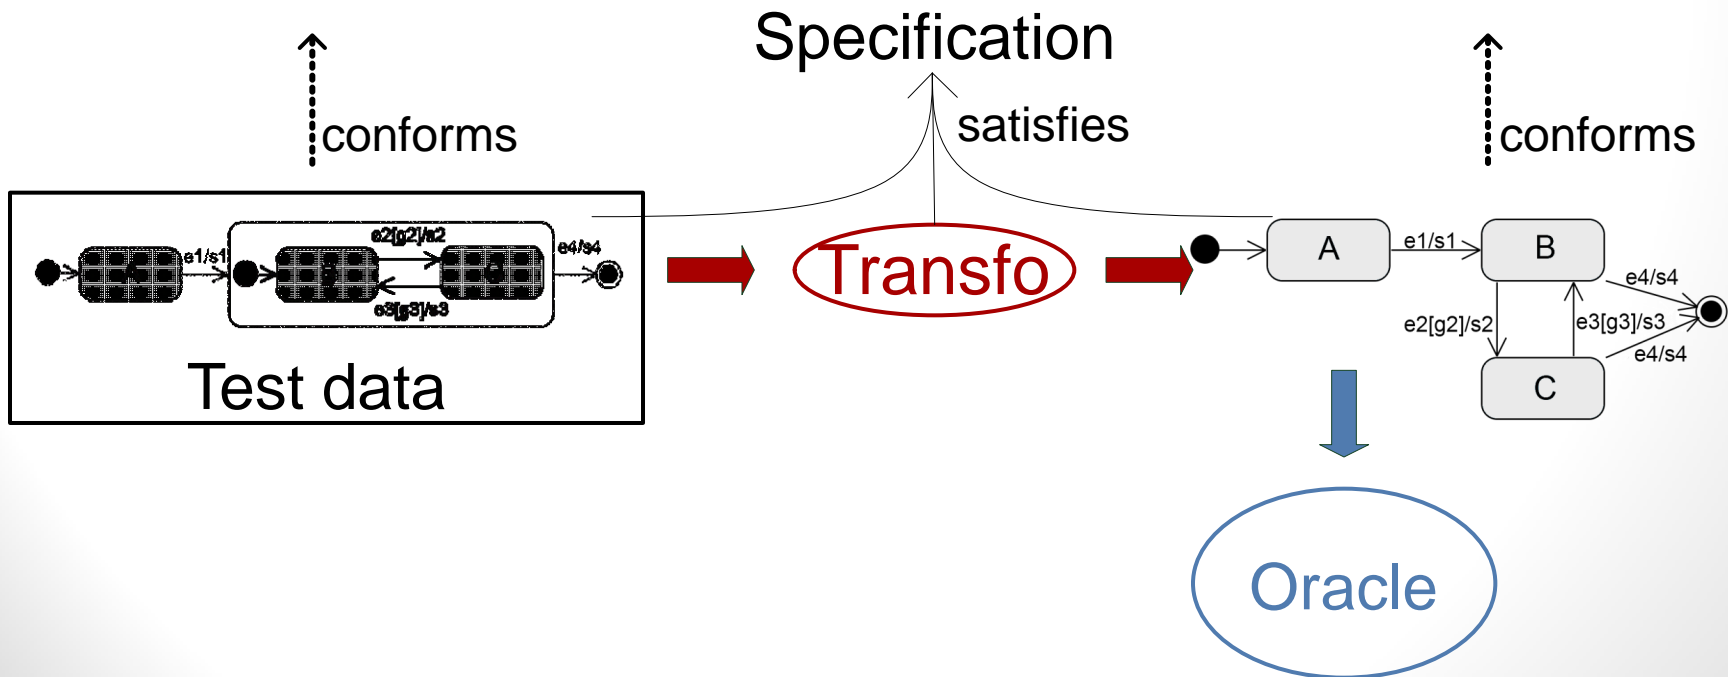 Specification
conforms
satisfies
conforms
e1/s1
e2[g2]/s2
e3[g3]/s3
e4/s4
Test data
Transfo
A
e1/s1
B
e4/s4
e2[g2]/s2
e3[g3]/s3
e4/s4
C
Oracle